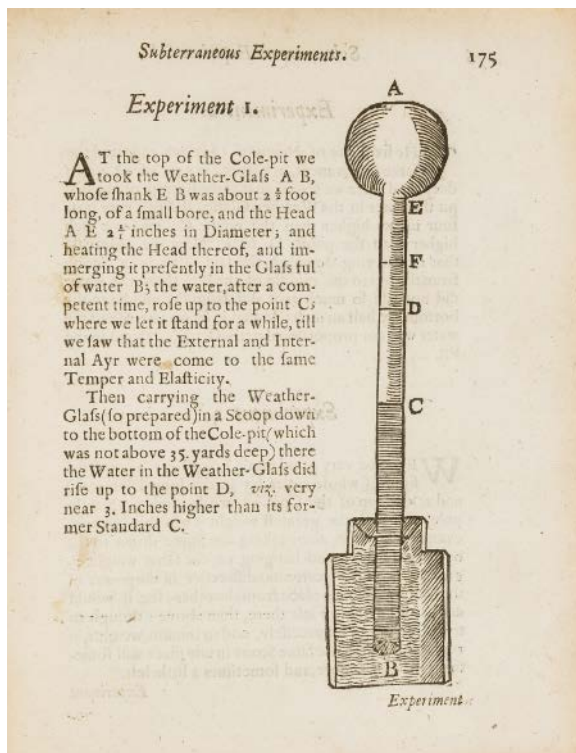 Subterraneous Experiments.
175
Experiment 1.
AT the top of the Cole-pit we
took the Weather-Glaſs A B,
whoſe ſhank E B was about 2 foot
long, of a ſmall bore, and the Head
A E 2 inches in Diameter; and
heating the Head thereof, and im-
merging it preſently in the Glaſs ful
of water B; the water, after a com-
petent time, roſe up to the point C;
where we let it ſtand for a while, till
we ſaw that the External and Inter-
nal Ayr were come to the ſame
Temper and Elaſticity.
Then carrying the Weather-
Glaſs (ſo prepared) in a Scoop down
to the bottom of the Cole-pit (which
was not above 35. yards deep) there
the Water in the Weather-Glaſs did
riſe up to the point D, viz. very
near 3. Inches higher than its for-
mer Standard C.
A
E
F
D
C
B
Experiment